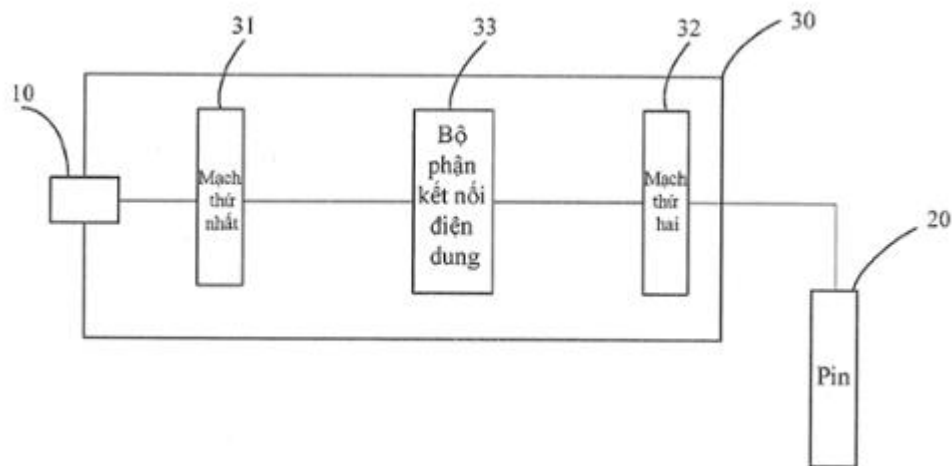 31
33
32
30
10
Mạch
thứ
nhất
Bộ
phận
kết nối
điện
dung
Mạch
thứ
hai
20
Pin